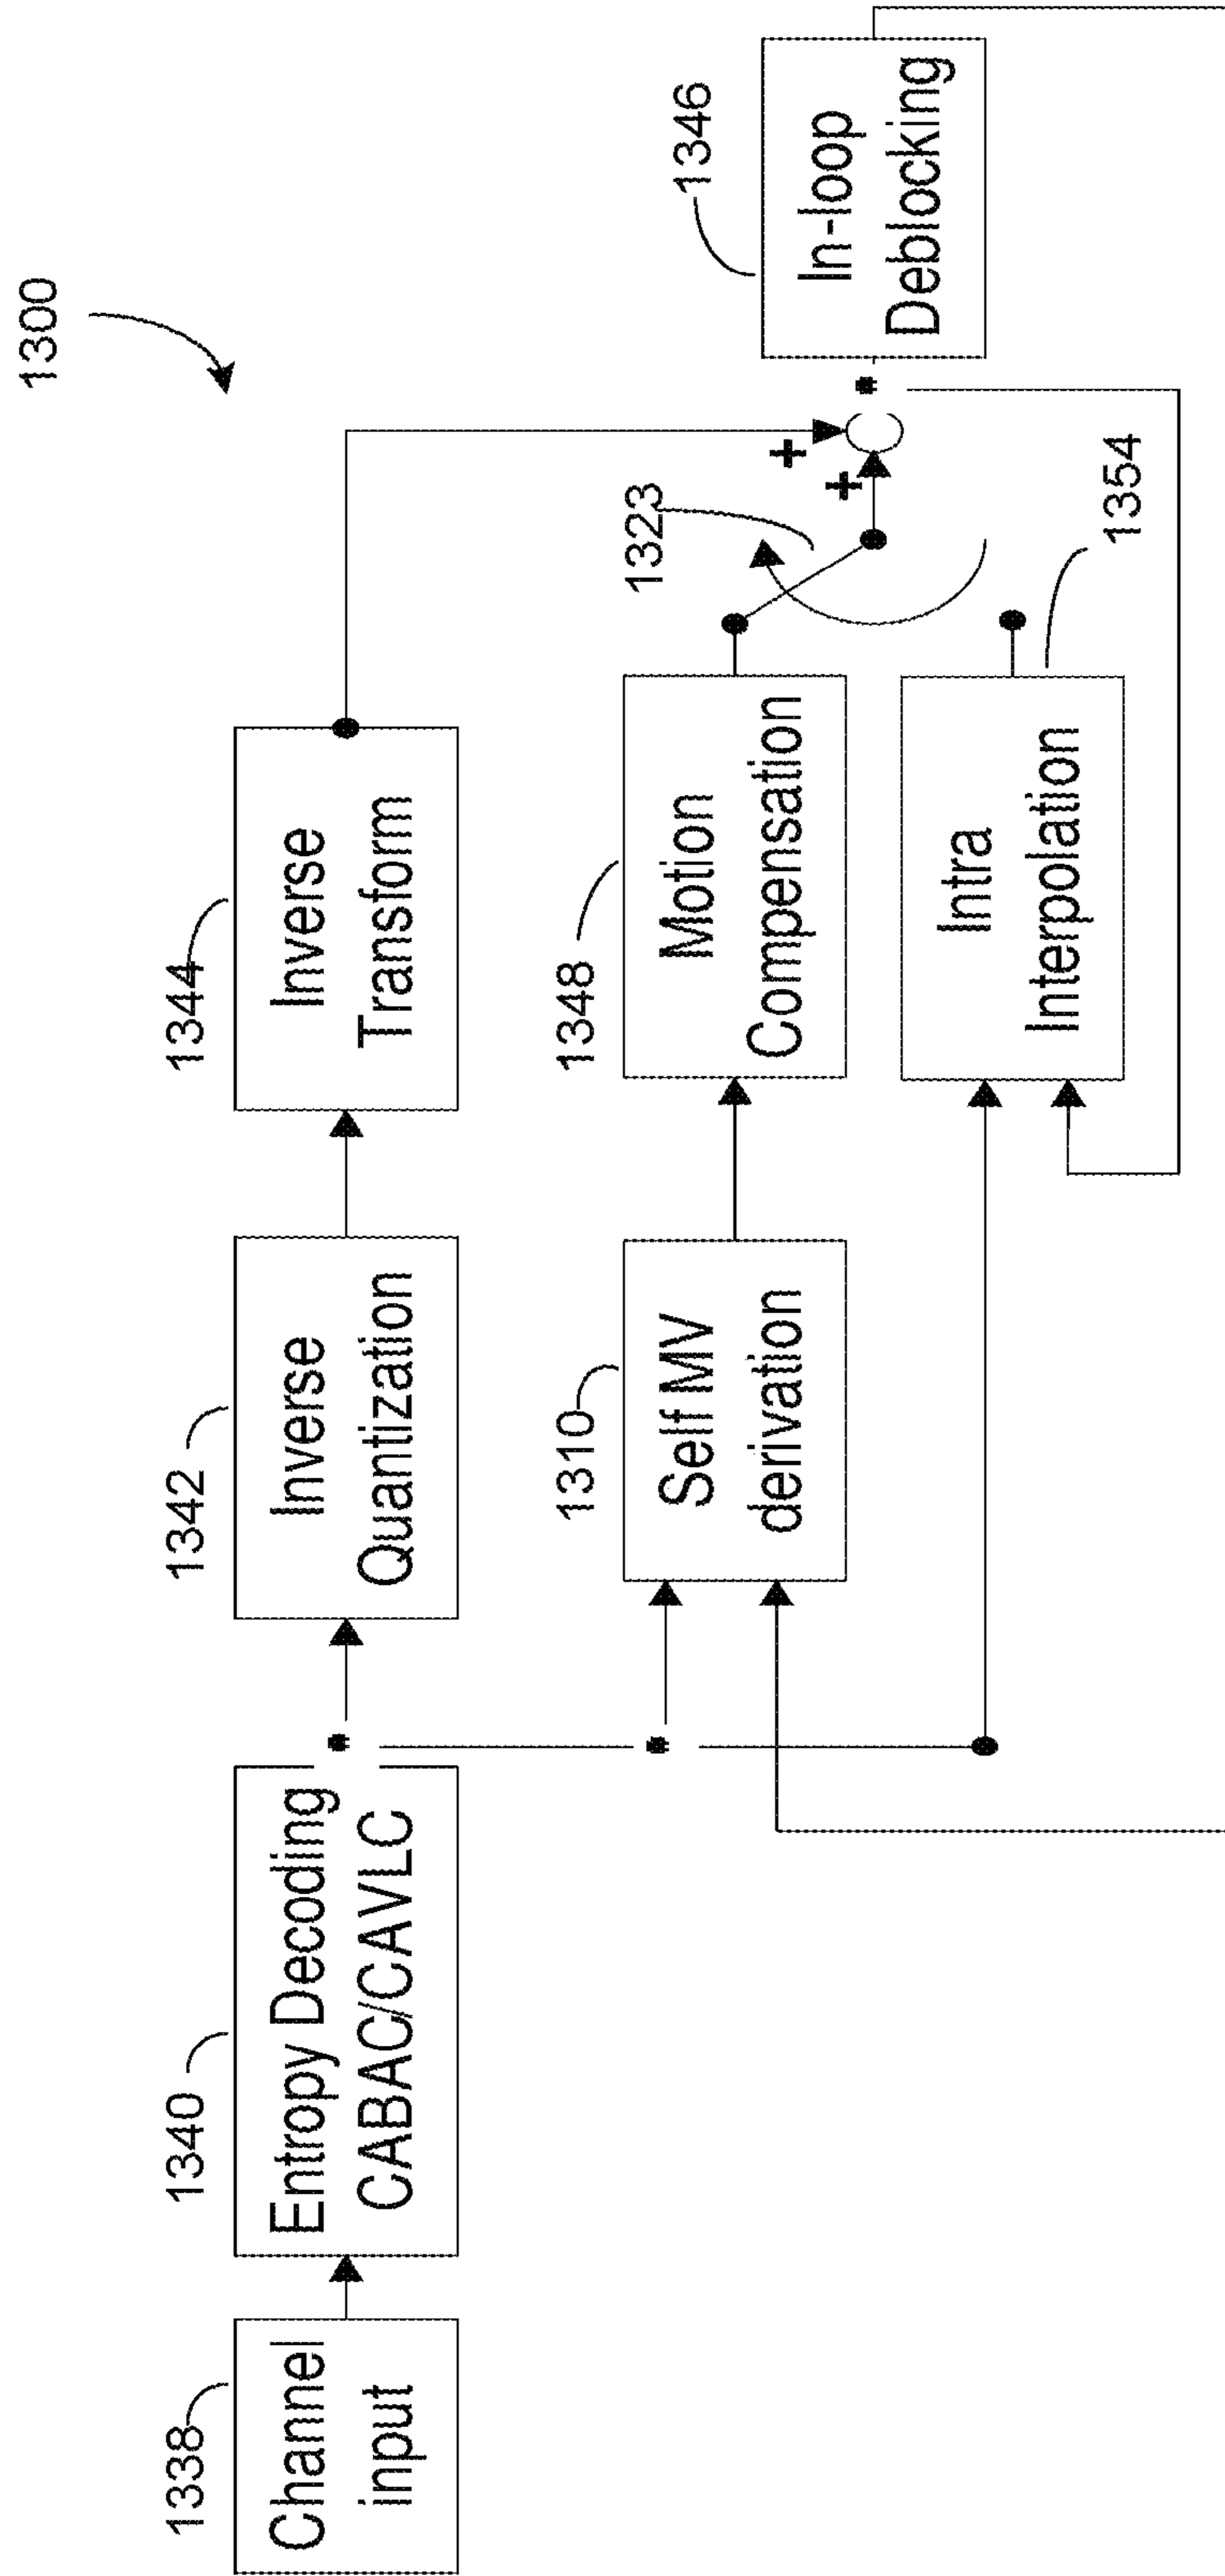 1300
1338
Channel
input
1340
Entropy Decoding
CABAC/CAVLC
1342
Inverse
Quantization
1344
Inverse
Transform
1310
Self MV
derivation
1348
Motion
Compensation
1323
+
+
1346
In-loop
Deblocking
Intra
Interpolation
1354